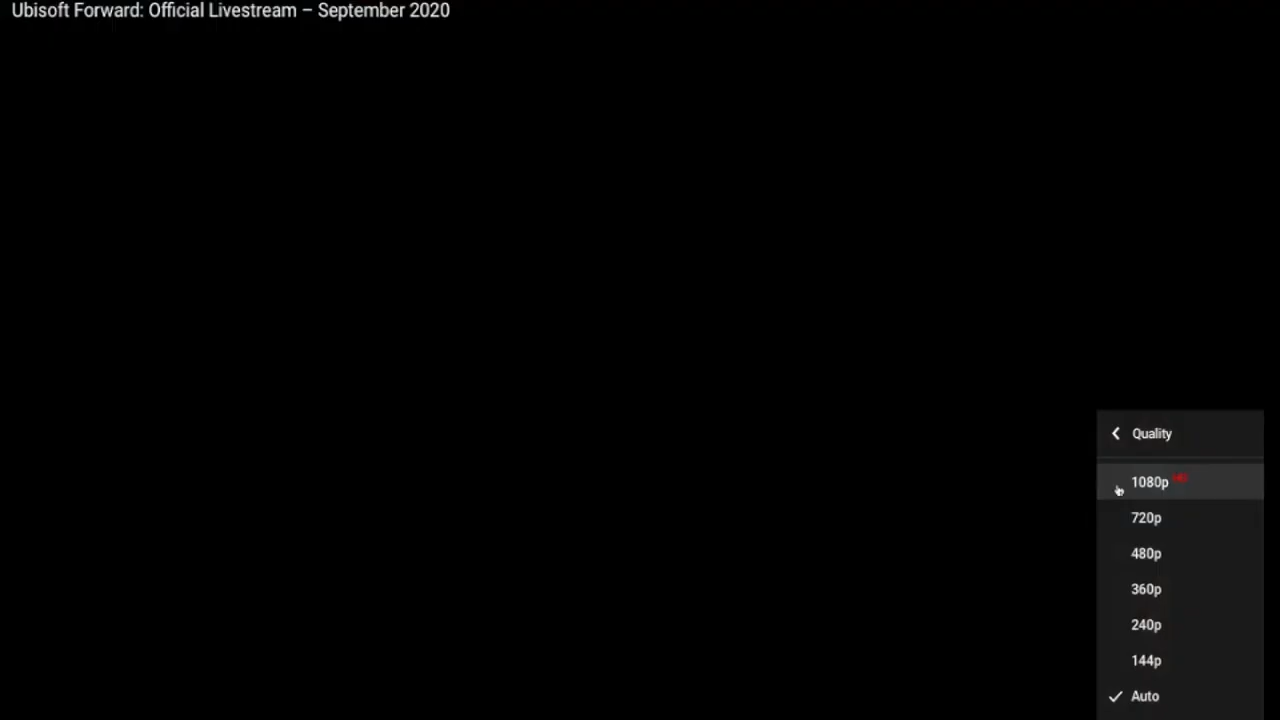 Ubisoft Forward: Official Livestream – September 2020
Quality
1080p
720p
480p
360p
240p
144p
Auto